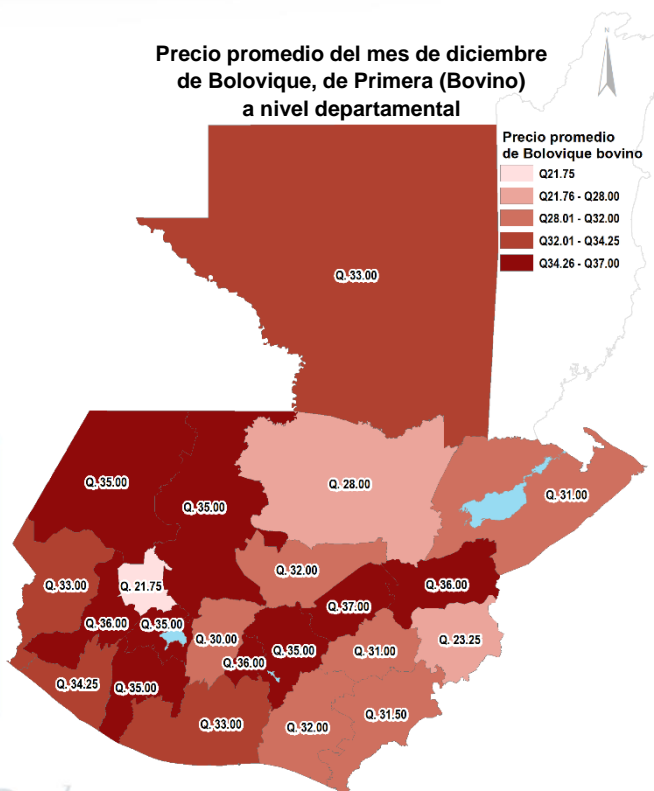 Precio promedio del mes de diciembre
de Bolovique, de Primera (Bovino)
a nivel departamental
N
Precio promedio
de Bolovique bovino
Q21.75
Q21.76 - Q28.00
Q28.01 - Q32.00
Q32.01 - Q34.25
Q34.26 - Q37.00
Q. 33.00
Q. 35.00
Q. 28.00
Q. 31.00
Q. 35.00
Q. 32.00
Q. 33.00
Q. 21.75
Q. 36.00
Q. 37.00
Q. 36.00
Q. 35.00
Q. 30.00
Q. 35.00
Q. 31.00
Q. 23.25
Q. 36.00
Q. 34.25
Q. 35.00
Q. 33.00
Q. 32.00
Q. 31.50